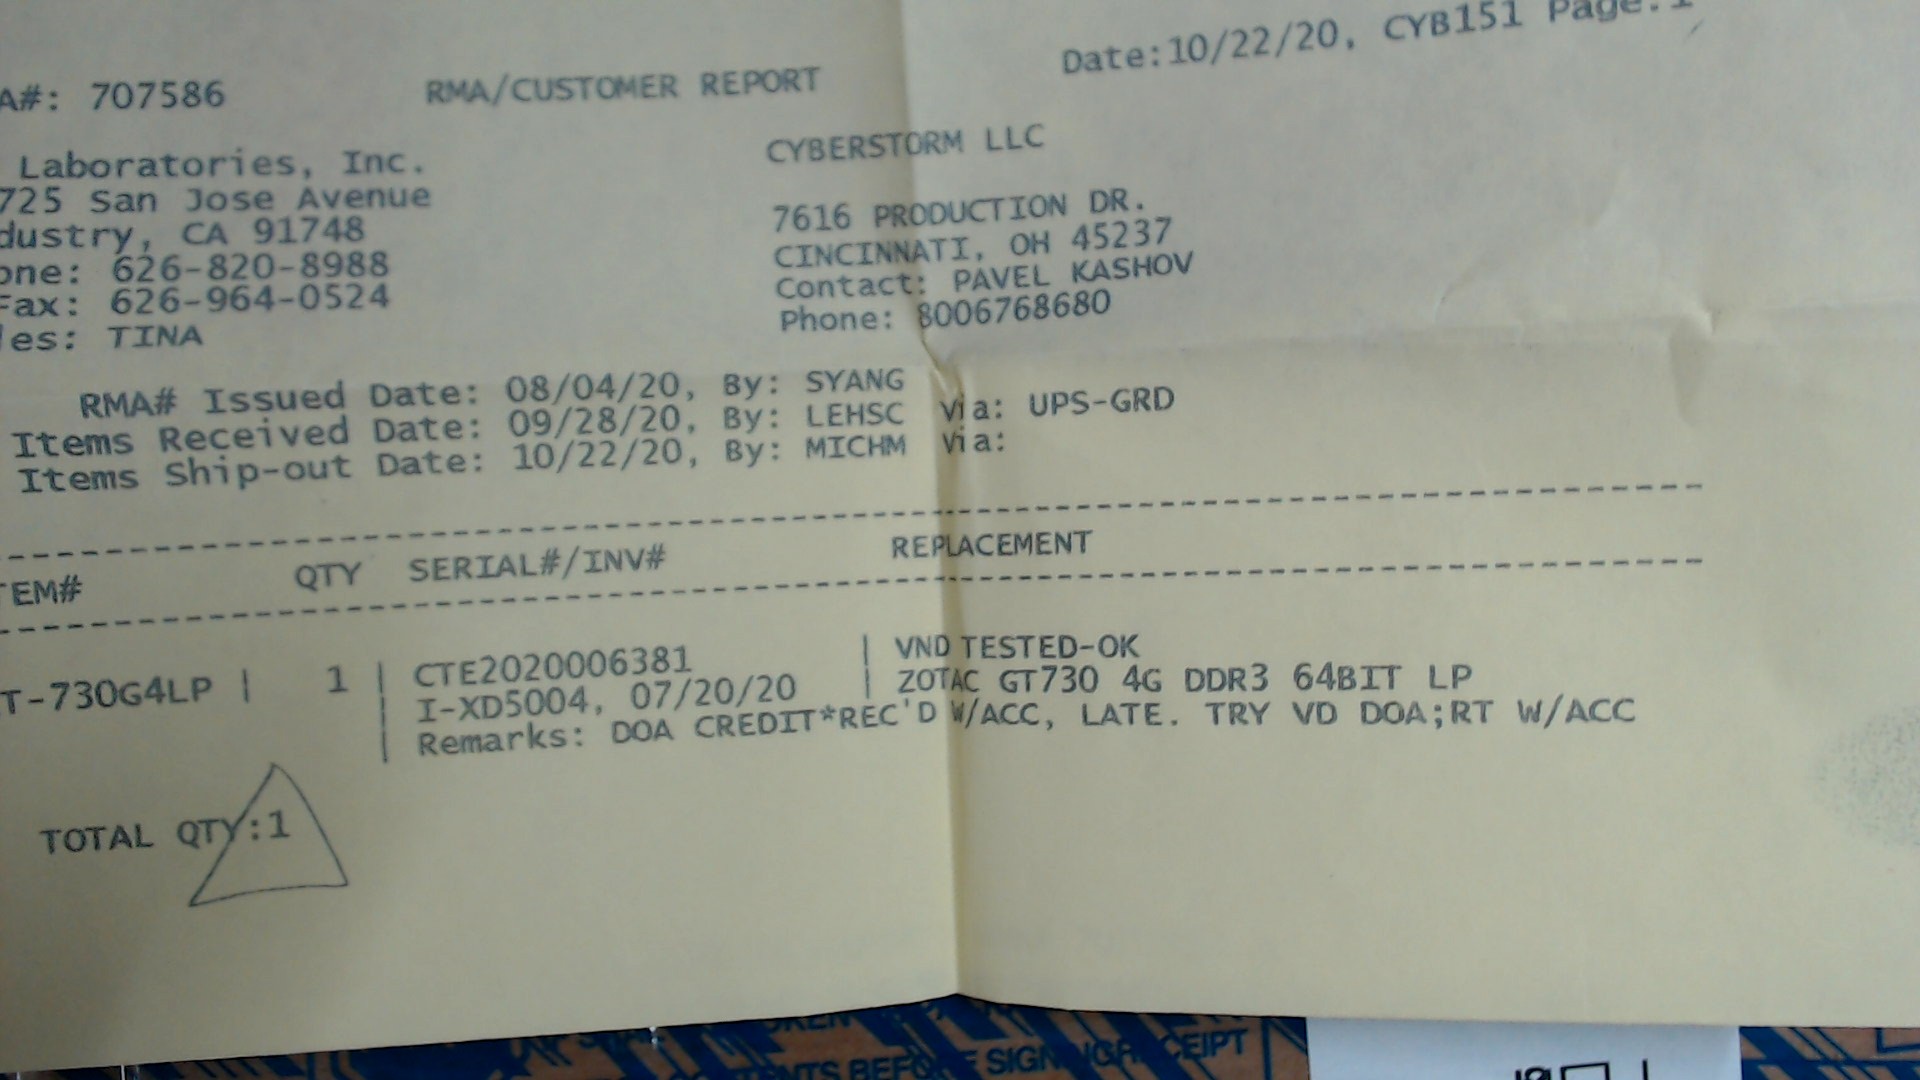 Date:10/22/20, CYB151 Page:1
A#: 707586 RMA/CUSTOMER REPORT
Laboratories, Inc. CYBERSTORM LLC
725 San Jose Avenue 7616 PRODUCTION DR.
dustry, CA 91748 CINCINNATI, OH 45237
one: 626-820-8988 Contact: PAVEL KASHOV
Fax: 626-964-0524 Phone: 8006768680
les: TINA
RMA# Issued Date: 08/04/20, By: SYANG
Items Received Date: 09/28/20, By: LEHSC Via: UPS-GRD
Items Ship-out Date: 10/22/20, By: MICHM Via:
TEM# QTY SERIAL#/INV# REPLACEMENT
T-730G4LP | 1 | CTE2020006381 | VND TESTED-OK
| I-XD5004, 07/20/20 | ZOTAC GT730 4G DDR3 64BIT LP
| Remarks: DOA CREDIT*REC'D W/ACC, LATE. TRY VD DOA;RT W/ACC
TOTAL QTY:1
BEFORE SIGNING RECEIPT